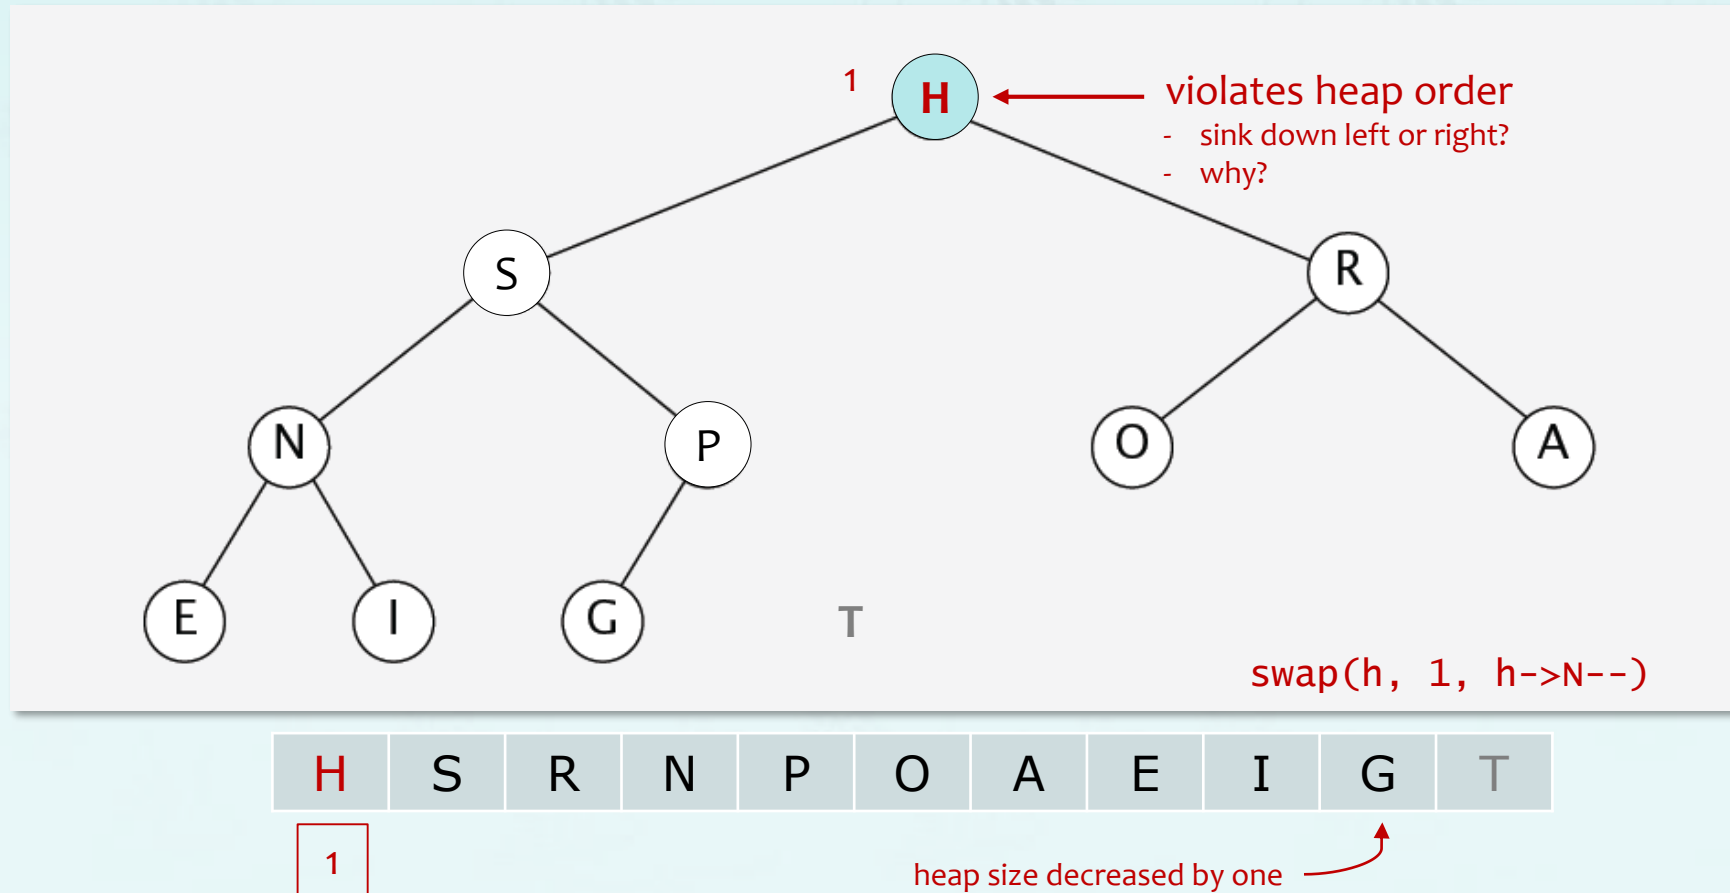 1
H
violates heap order
- sink down left or right?
- why?
S
R
N
P
O
A
E
I
G
T
swap(h, 1, h->N--)
H S R N P O A E I G T
1
heap size decreased by one